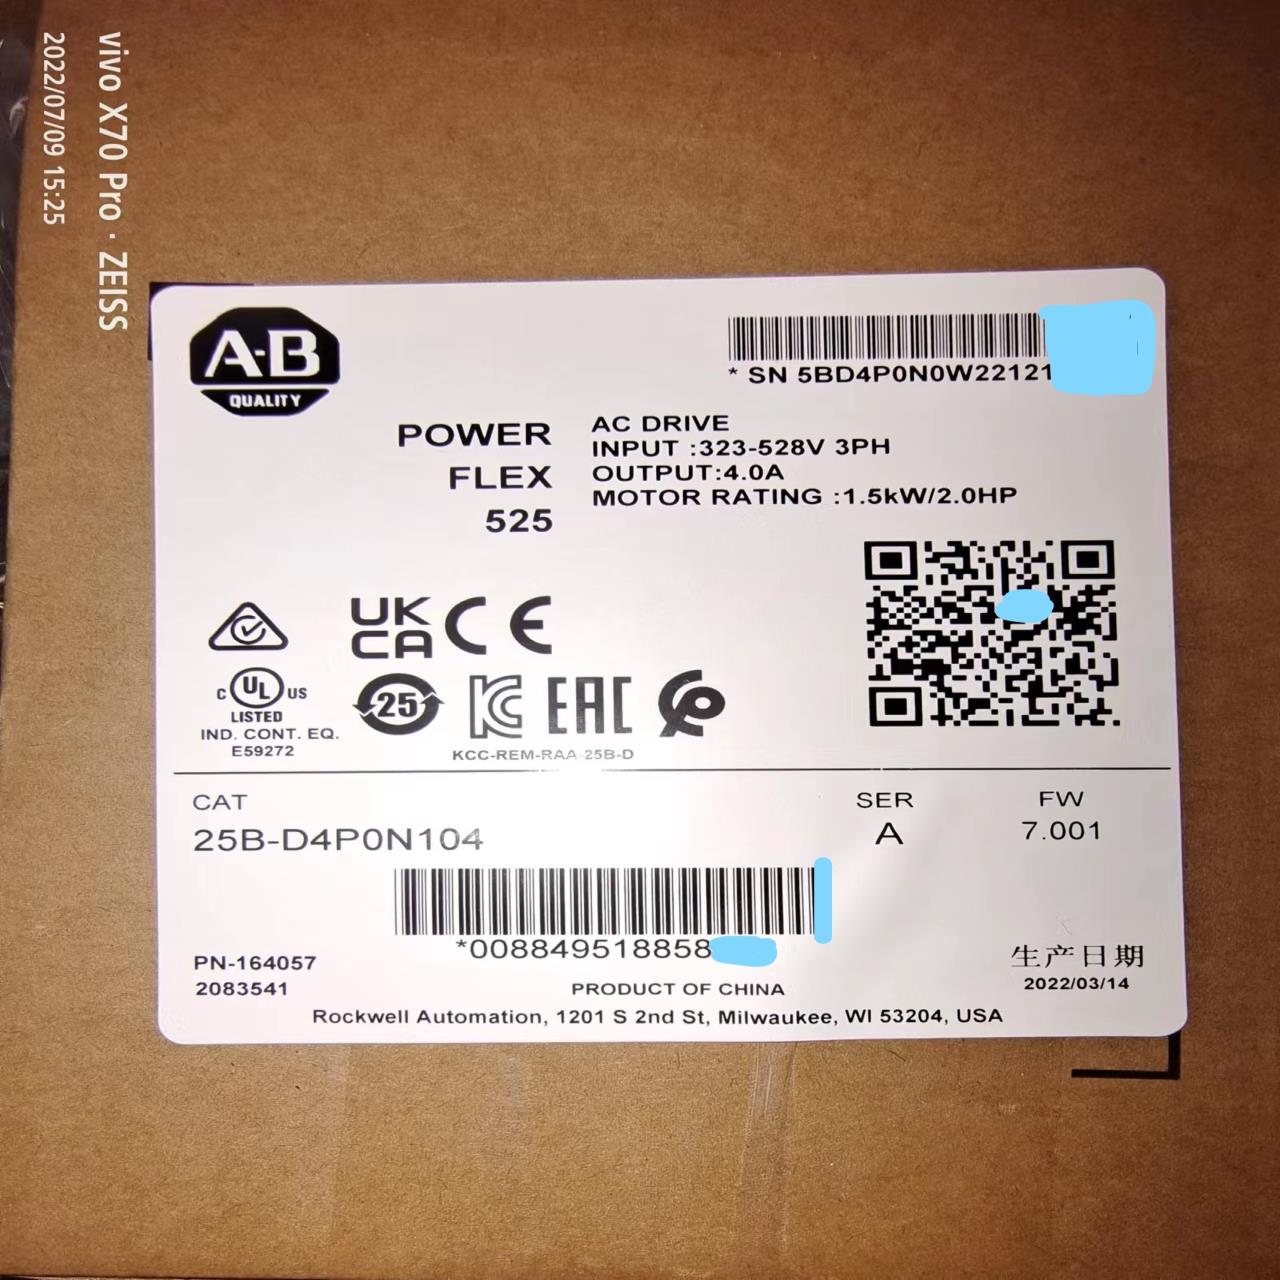 vivo X70 Pro · ZEISS
2022/07/09 15:25
A-B
QUALITY
* SN 5BD4P0N0W22121
POWER
FLEX
525
AC DRIVE
INPUT :323-528V 3PH
OUTPUT:4.0A
MOTOR RATING :1.5kW/2.0HP
UK
CA
CE
C UL US
LISTED
IND. CONT. EQ.
E59272
25
KC
EAC
KCC-REM-RAA-25B-D
CAT
25B-D4P0N104
SER
A
FW
7.001
*008849518858
PN-164057
2083541
生产日期
2022/03/14
PRODUCT OF CHINA
Rockwell Automation, 1201 S 2nd St, Milwaukee, WI 53204, USA